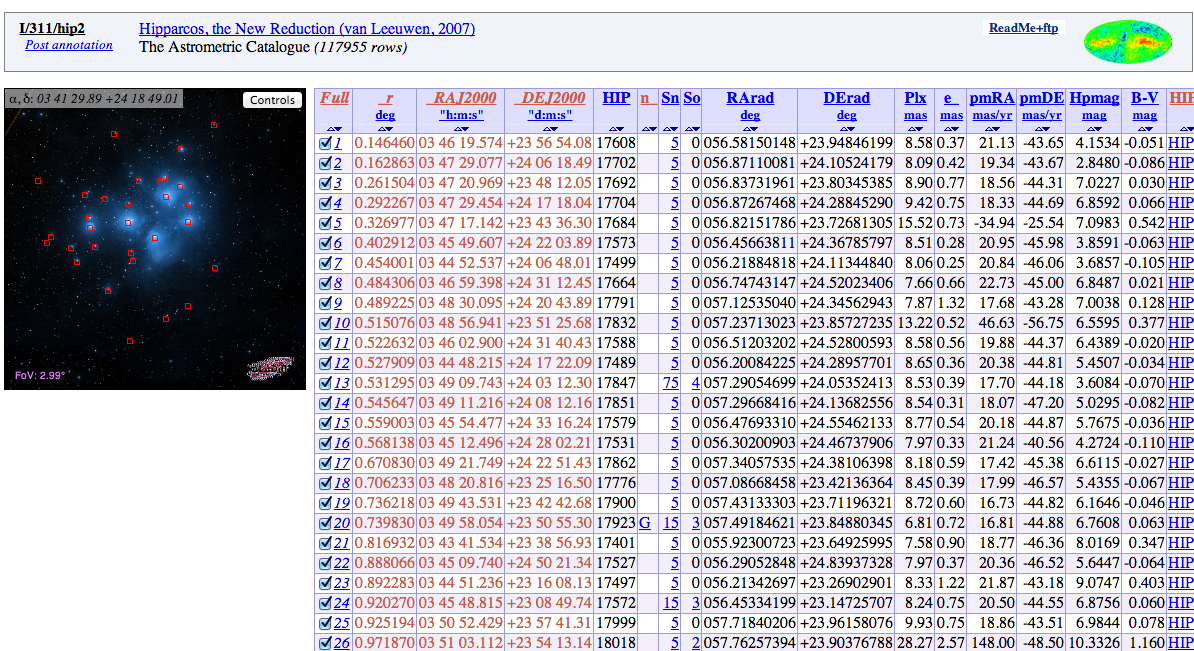 I/311/hip2 Hipparcos, the New Reduction (van Leeuwen, 2007) ReadMe+ftp
Post annotation The Astrometric Catalogue (117955 rows)
α,δ: 03 41 29.89 +24 18 49.01 Controls
FoV: 2.99°
Full _r _RAJ2000 _DEJ2000 HIP n_ Sn So RArad DErad Plx e_ pmRA pmDE Hpmag B-V HIP
deg "h:m:s" "d:m:s" deg deg mas mas mas/yr mas/yr mag mag
1 0.146460 03 46 19.574 +23 56 54.08 17608 5 0 056.58150148 +23.94846199 8.58 0.37 21.13 -43.65 4.1534 -0.051 HIP
2 0.162863 03 47 29.077 +24 06 18.49 17702 5 0 056.87110081 +24.10524179 8.09 0.42 19.34 -43.67 2.8480 -0.086 HIP
3 0.261504 03 47 20.969 +23 48 12.05 17692 5 0 056.83731961 +23.80345385 8.90 0.77 18.56 -44.31 7.0227 0.030 HIP
4 0.292267 03 47 29.454 +24 17 18.04 17704 5 0 056.87267468 +24.28845290 9.42 0.75 18.33 -44.69 6.8592 0.066 HIP
5 0.326977 03 47 17.142 +23 43 36.30 17684 5 0 056.82151786 +23.72681305 15.52 0.73 -34.94 -25.54 7.0983 0.542 HIP
6 0.402912 03 45 49.607 +24 22 03.89 17573 5 0 056.45663811 +24.36785797 8.51 0.28 20.95 -45.98 3.8591 -0.063 HIP
7 0.454001 03 44 52.537 +24 06 48.01 17499 5 0 056.21884818 +24.11344840 8.06 0.25 20.84 -46.06 3.6857 -0.105 HIP
8 0.484306 03 46 59.398 +24 31 12.45 17664 5 0 056.74743147 +24.52023406 7.66 0.66 22.73 -45.00 6.8487 0.021 HIP
9 0.489225 03 48 30.095 +24 20 43.89 17791 5 0 057.12535040 +24.34562943 7.87 1.32 17.68 -43.28 7.0038 0.128 HIP
10 0.515076 03 48 56.941 +23 51 25.68 17832 5 0 057.23713023 +23.85727235 13.22 0.52 46.63 -56.75 6.5595 0.377 HIP
11 0.522632 03 46 02.900 +24 31 40.43 17588 5 0 056.51203202 +24.52800593 8.58 0.56 19.88 -44.37 6.4389 -0.020 HIP
12 0.527909 03 44 48.215 +24 17 22.09 17489 5 0 056.20084225 +24.28957701 8.65 0.36 20.38 -44.81 5.4507 -0.034 HIP
13 0.531295 03 49 09.743 +24 03 12.30 17847 75 4 057.29054699 +24.05352413 8.53 0.39 17.70 -44.18 3.6084 -0.070 HIP
14 0.545647 03 49 11.216 +24 08 12.16 17851 5 0 057.29668416 +24.13682556 8.54 0.31 18.07 -47.20 5.0295 -0.082 HIP
15 0.559003 03 45 54.477 +24 33 16.24 17579 5 0 056.47693310 +24.55462133 8.77 0.54 20.18 -44.87 5.7675 -0.036 HIP
16 0.568138 03 45 12.496 +24 28 02.21 17531 5 0 056.30200903 +24.46737906 7.97 0.33 21.24 -40.56 4.2724 -0.110 HIP
17 0.670830 03 49 21.749 +24 22 51.43 17862 5 0 057.34057535 +24.38106398 8.18 0.59 17.42 -45.38 6.6115 -0.027 HIP
18 0.706233 03 48 20.816 +23 25 16.50 17776 5 0 057.08668458 +23.42136364 8.45 0.39 17.99 -46.57 5.4355 -0.067 HIP
19 0.736218 03 49 43.531 +23 42 42.68 17900 5 0 057.43133303 +23.71196321 8.72 0.60 16.73 -44.82 6.1646 -0.046 HIP
20 0.739830 03 49 58.054 +23 50 55.30 17923 G 15 3 057.49184621 +23.84880345 6.81 0.72 16.81 -44.88 6.7608 0.063 HIP
21 0.816932 03 43 41.534 +23 38 56.93 17401 5 0 055.92300723 +23.64925995 7.58 0.90 18.77 -46.36 8.0169 0.347 HIP
22 0.888066 03 45 09.740 +24 50 21.34 17527 5 0 056.29052848 +24.83937328 7.97 0.37 20.36 -46.52 5.6447 -0.064 HIP
23 0.892283 03 44 51.236 +23 16 08.13 17497 5 0 056.21342697 +23.26902901 8.33 1.22 21.87 -43.18 9.0747 0.403 HIP
24 0.920270 03 45 48.815 +23 08 49.74 17572 15 3 056.45334199 +23.14725707 8.24 0.75 20.50 -44.55 6.8756 0.060 HIP
25 0.925194 03 50 52.429 +23 57 41.31 17999 5 0 057.71840206 +23.96158076 9.93 0.75 18.86 -43.51 6.9844 0.078 HIP
26 0.971870 03 51 03.112 +23 54 13.14 18018 5 2 057.76257394 +23.90376788 28.27 2.57 148.00 -48.50 10.3326 1.160 HIP